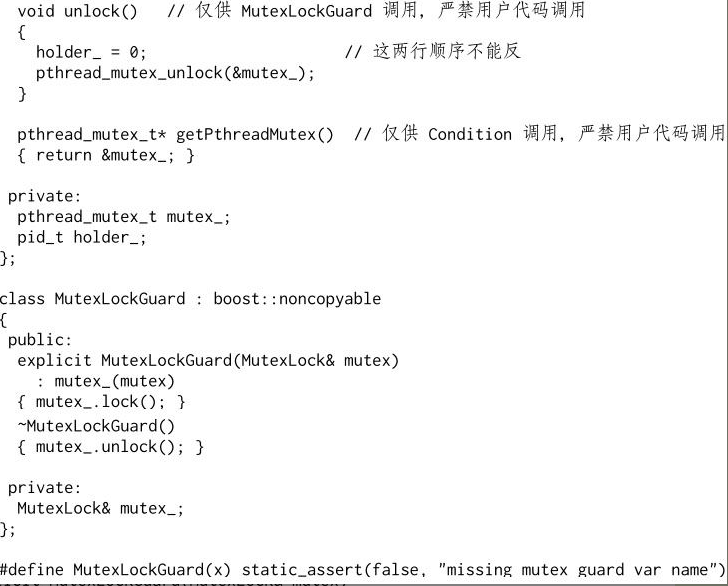 void unlock()   // 仅供 MutexLockGuard 调用，严禁用户代码调用
{
  holder_ = 0;                     // 这两行顺序不能反
  pthread_mutex_unlock(&mutex_);
}
pthread_mutex_t* getPthreadMutex()  // 仅供 Condition 调用，严禁用户代码调用
{ return &mutex_; }
private:
pthread_mutex_t mutex_;
pid_t holder_;
};
class MutexLockGuard : boost::noncopyable
{
public:
explicit MutexLockGuard(MutexLock& mutex)
: mutex_(mutex)
{ mutex_.lock(); }
~MutexLockGuard()
{ mutex_.unlock(); }
private:
MutexLock& mutex_;
};
#define MutexLockGuard(x) static_assert(false, "missing mutex guard var name")